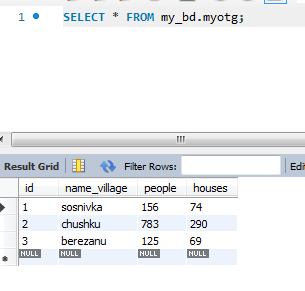 1 SELECT * FROM my_bd.myotg;
Result Grid Filter Rows: Edi
id name_village people houses
1 sosnivka 156 74
2 chushku 783 290
3 berezanu 125 69
NULL NULL NULL NULL